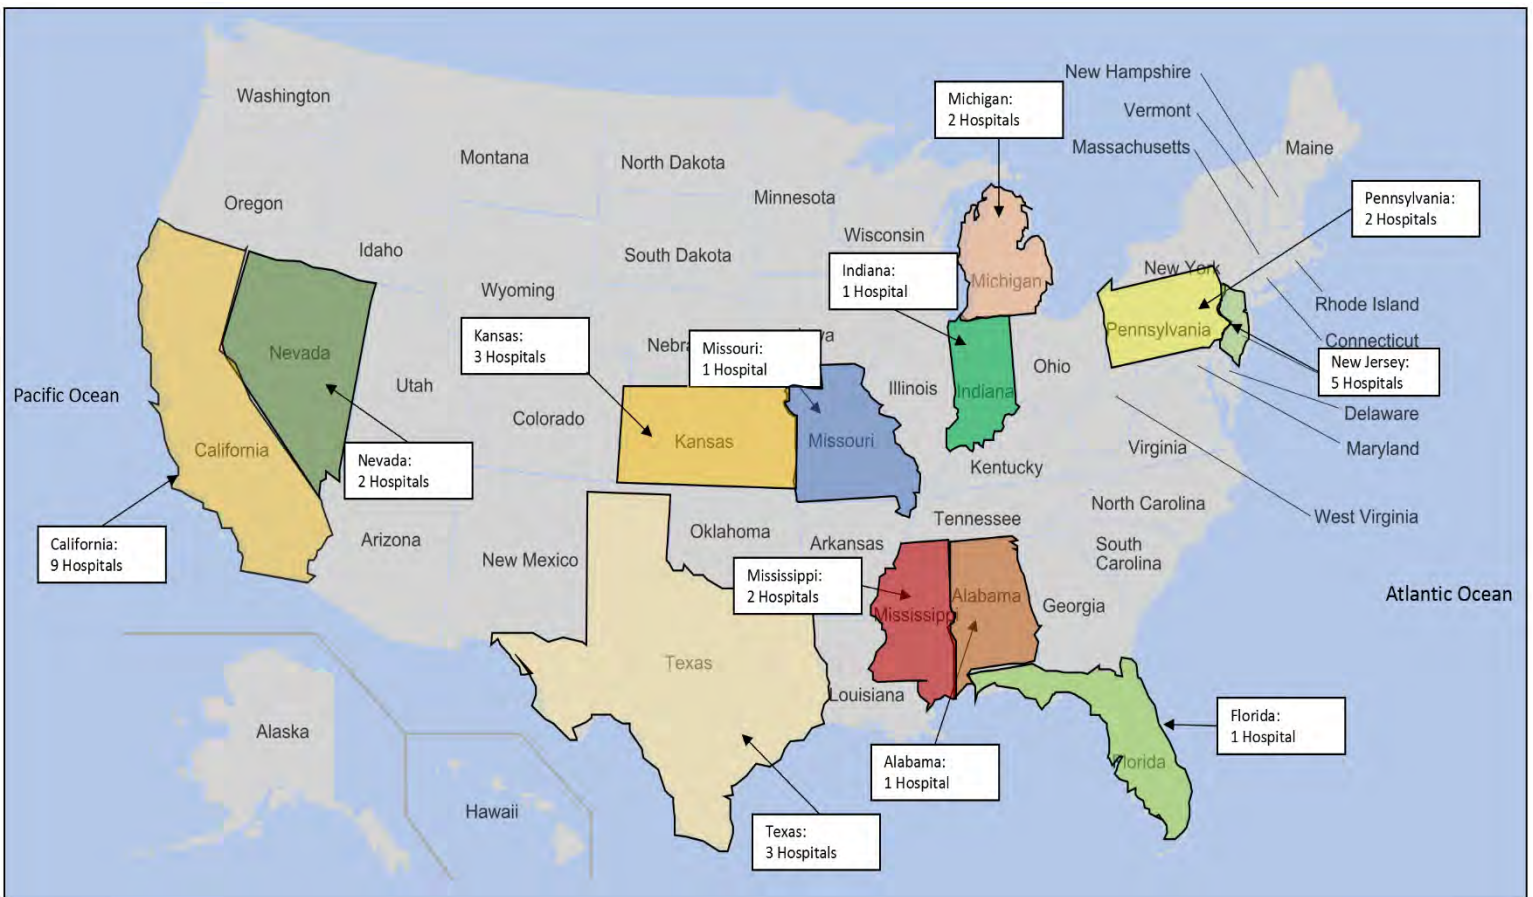 New Hampshire
Washington
Michigan:
2 Hospitals
Vermont
Massachusetts
Maine
Montana
North Dakota
Minnesota
Pennsylvania:
2 Hospitals
Oregon
Wisconsin
Idaho
South Dakota
Indiana:
1 Hospital
Michigan
New York
Wyoming
Rhode Island
Kansas:
3 Hospitals
Missouri:
1 Hospital
Pennsylvania
Connecticut
Nevada
New Jersey:
5 Hospitals
Ohio
Utah
Illinois
Indiana
Pacific Ocean
Delaware
Colorado
California
Kansas
Missouri
Virginia
Maryland
Kentucky
Nevada:
2 Hospitals
North Carolina
West Virginia
Tennessee
Oklahoma
Arizona
Arkansas
South
Carolina
California:
9 Hospitals
New Mexico
Mississippi:
2 Hospitals
Alabama
Georgia
Atlantic Ocean
Mississippi
Texas
Louisiana
Florida:
1 Hospital
Alaska
Alabama:
1 Hospital
Florida
Hawaii
Texas:
3 Hospitals